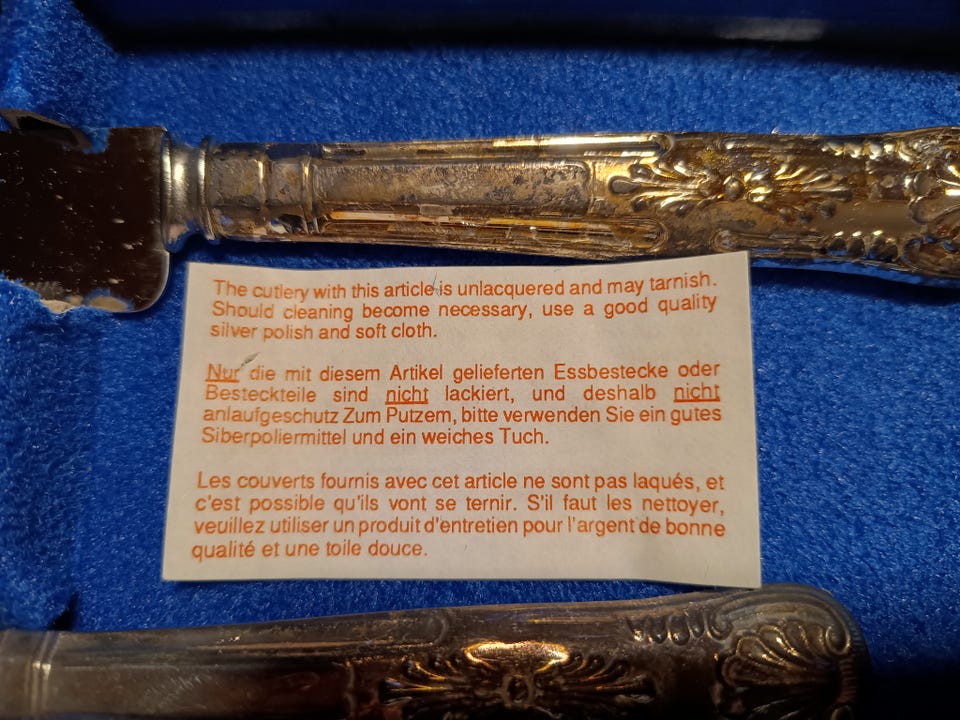 The cutlery with this article is unlacquered and may tarnish.
Should cleaning become necessary, use a good quality
silver polish and soft cloth.
Nur die mit diesem Artikel gelieferten Essbestecke oder
Besteckteile sind nicht lackiert, und deshalb nicht
anlaufgeschutz Zum Putzem, bitte verwenden Sie ein gutes
Siberpoliermittel und ein weiches Tuch.
Les couverts fournis avec cet article ne sont pas laqués, et
c'est possible qu'ils vont se ternir. S'il faut les nettoyer,
veuillez utiliser un produit d'entretien pour l'argent de bonne
qualité et une toile douce.